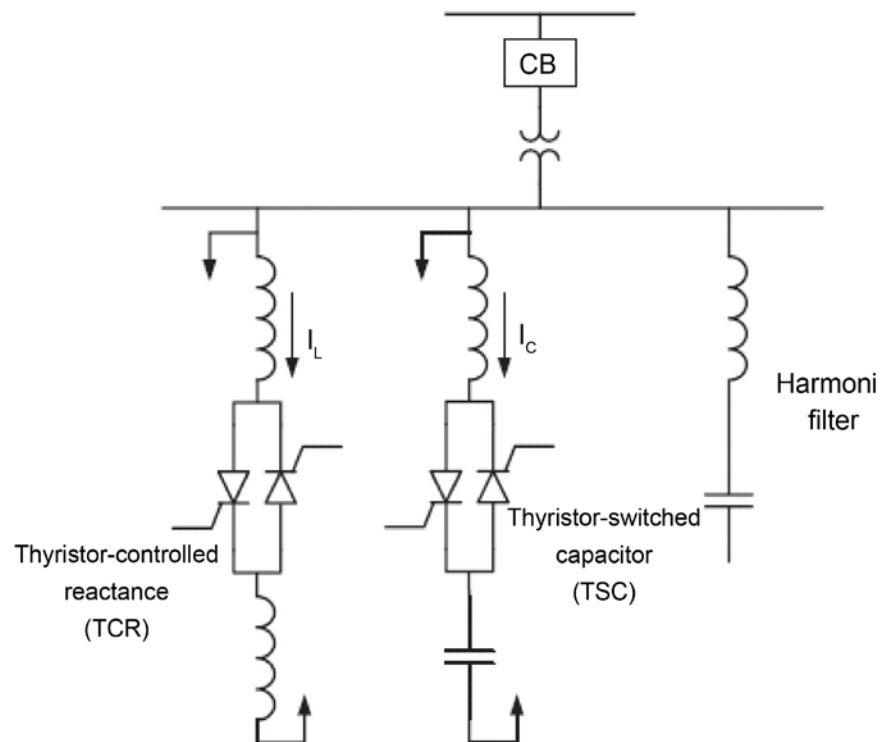 CB
I_L
I_C
Harmoni
filter
Thyristor-controlled
reactance
(TCR)
Thyristor-switched
capacitor
(TSC)